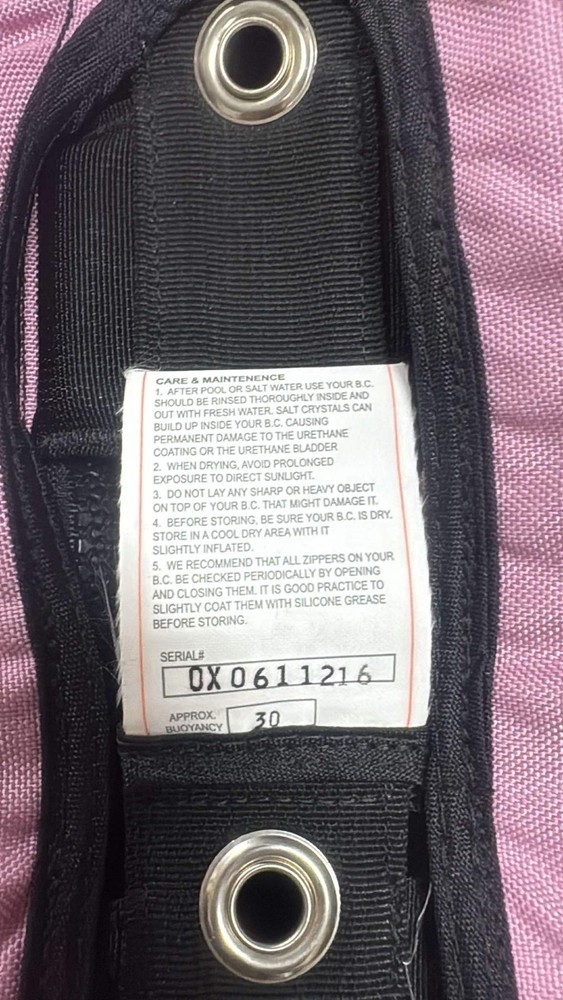 CARE & MAINTENENCE
1. AFTER POOL OR SALT WATER USE YOUR B.C.
SHOULD BE RINSED THOROUGHLY INSIDE AND
OUT WITH FRESH WATER. SALT CRYSTALS CAN
BUILD UP INSIDE YOUR B.C. CAUSING
PERMANENT DAMAGE TO THE URETHANE
COATING OR THE URETHANE BLADDER
2. WHEN DRYING, AVOID PROLONGED
EXPOSURE TO DIRECT SUNLIGHT.
3. DO NOT LAY ANY SHARP OR HEAVY OBJECT
ON TOP OF YOUR B.C. THAT MIGHT DAMAGE IT.
4. BEFORE STORING, BE SURE YOUR B.C. IS DRY.
STORE IN A COOL DRY AREA WITH IT
SLIGHTLY INFLATED.
5. WE RECOMMEND THAT ALL ZIPPERS ON YOUR
B.C. BE CHECKED PERIODICALLY BY OPENING
AND CLOSING THEM. IT IS GOOD PRACTICE TO
SLIGHTLY COAT THEM WITH SILICONE GREASE
BEFORE STORING.
SERIAL#
OX0611216
APPROX.
BUOYANCY 30